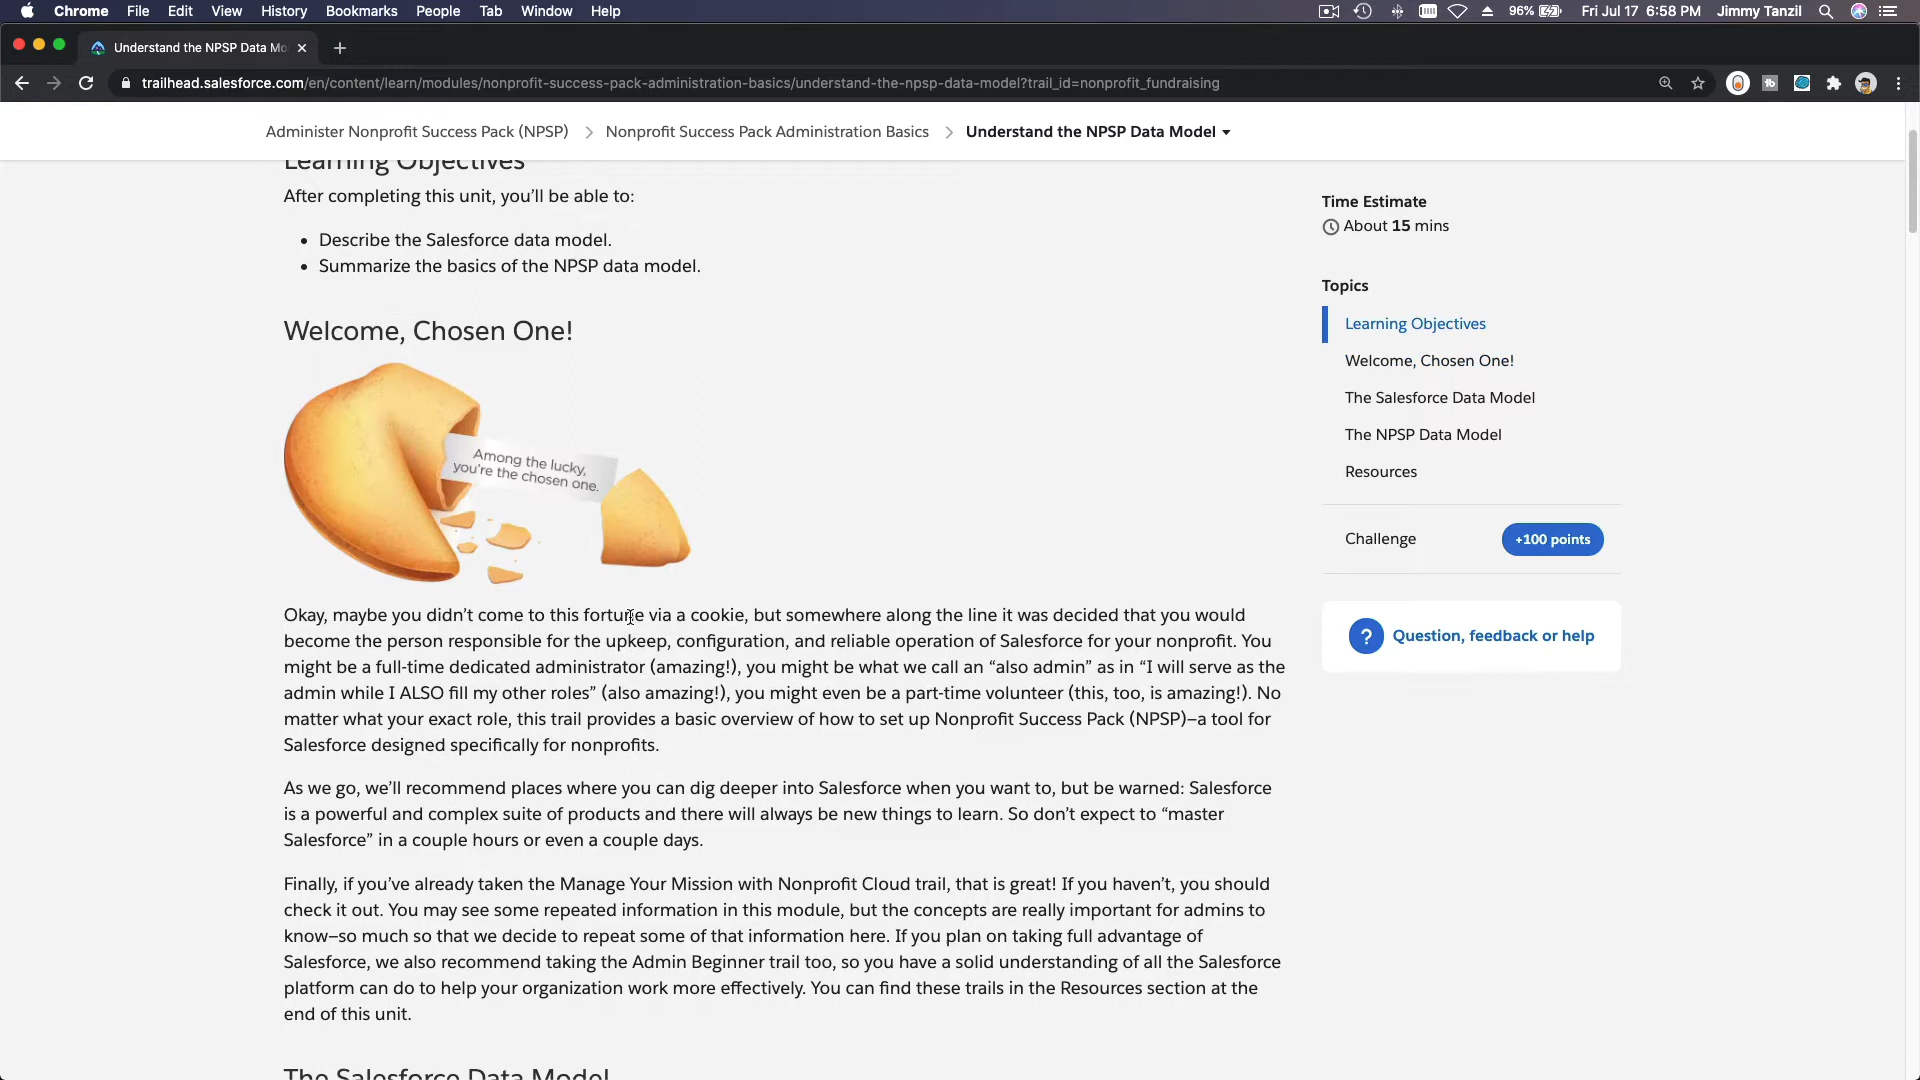 Chrome File Edit View History Bookmarks People Tab Window Help 96% Fri Jul 17 6:58 PM Jimmy Tanzil
Understand the NPSP Data Mo
trailhead.salesforce.com/en/content/learn/modules/nonprofit-success-pack-administration-basics/understand-the-npsp-data-model?trail_id=nonprofit_fundraising
Administer Nonprofit Success Pack (NPSP) Nonprofit Success Pack Administration Basics Understand the NPSP Data Model
Learning Objectives
After completing this unit, you’ll be able to:
• Describe the Salesforce data model.
• Summarize the basics of the NPSP data model.
Welcome, Chosen One!
Among the lucky,
you're the chosen one.
Okay, maybe you didn’t come to this fortune via a cookie, but somewhere along the line it was decided that you would
become the person responsible for the upkeep, configuration, and reliable operation of Salesforce for your nonprofit. You
might be a full-time dedicated administrator (amazing!), you might be what we call an “also admin” as in “I will serve as the
admin while I ALSO fill my other roles” (also amazing!), you might even be a part-time volunteer (this, too, is amazing!). No
matter what your exact role, this trail provides a basic overview of how to set up Nonprofit Success Pack (NPSP)—a tool for
Salesforce designed specifically for nonprofits.
As we go, we’ll recommend places where you can dig deeper into Salesforce when you want to, but be warned: Salesforce
is a powerful and complex suite of products and there will always be new things to learn. So don’t expect to “master
Salesforce” in a couple hours or even a couple days.
Finally, if you’ve already taken the Manage Your Mission with Nonprofit Cloud trail, that is great! If you haven’t, you should
check it out. You may see some repeated information in this module, but the concepts are really important for admins to
know—so much so that we decide to repeat some of that information here. If you plan on taking full advantage of
Salesforce, we also recommend taking the Admin Beginner trail too, so you have a solid understanding of all the Salesforce
platform can do to help your organization work more effectively. You can find these trails in the Resources section at the
end of this unit.
The Salesforce Data Model
Time Estimate
About 15 mins
Topics
Learning Objectives
Welcome, Chosen One!
The Salesforce Data Model
The NPSP Data Model
Resources
Challenge +100 points
? Question, feedback or help